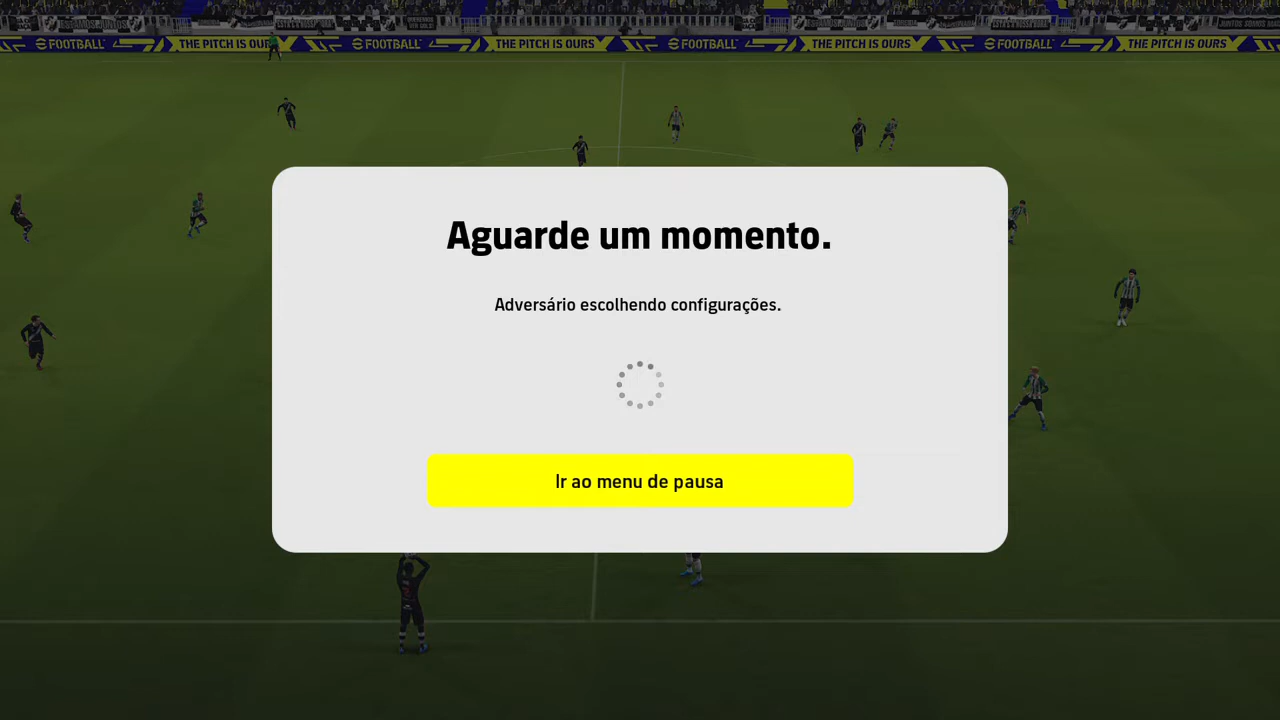 eFOOTBALL THE PITCH IS OURS eFOOTBALL THE PITCH IS OURS eFOOTBALL THE PITCH IS OURS eFOOTBALL THE PITCH IS OURS
Aguarde um momento.
Adversário escolhendo configurações.
Ir ao menu de pausa